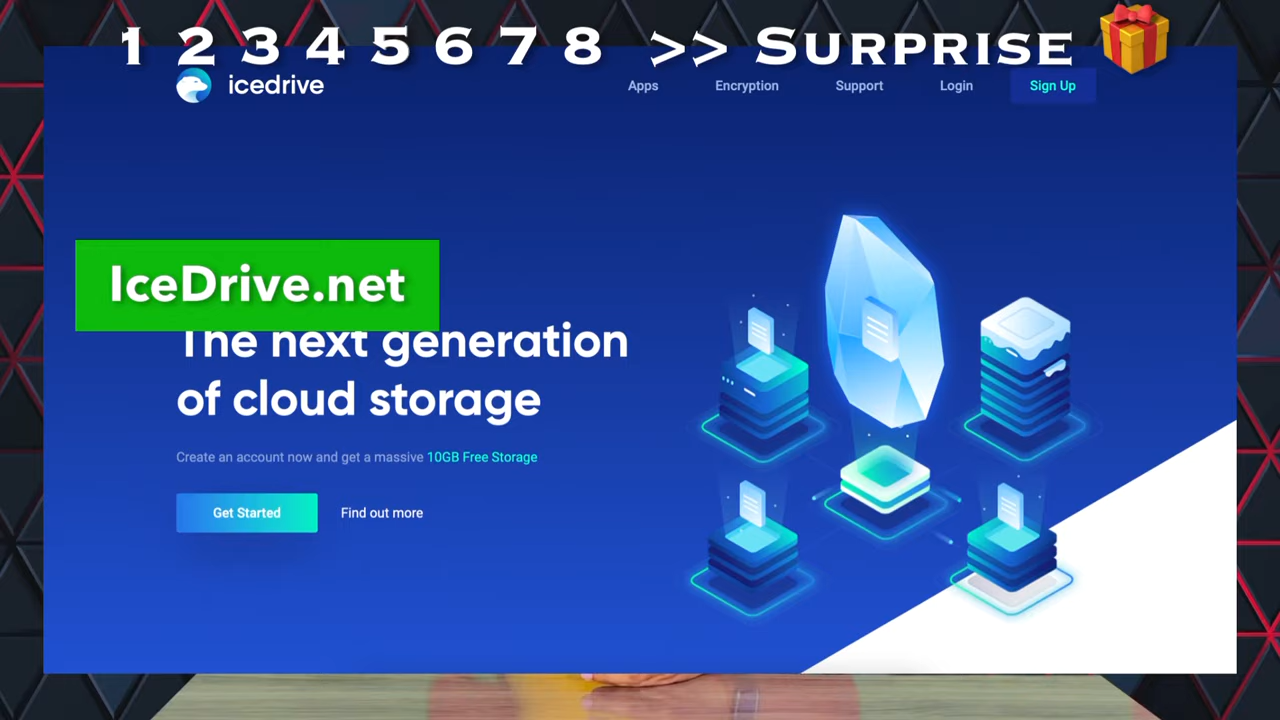 1 2 3 4 5 6 7 8 >> SURPRISE
icedrive
Apps Encryption Support Login Sign Up
IceDrive.net
The next generation
of cloud storage
Create an account now and get a massive 10GB Free Storage
Get Started Find out more